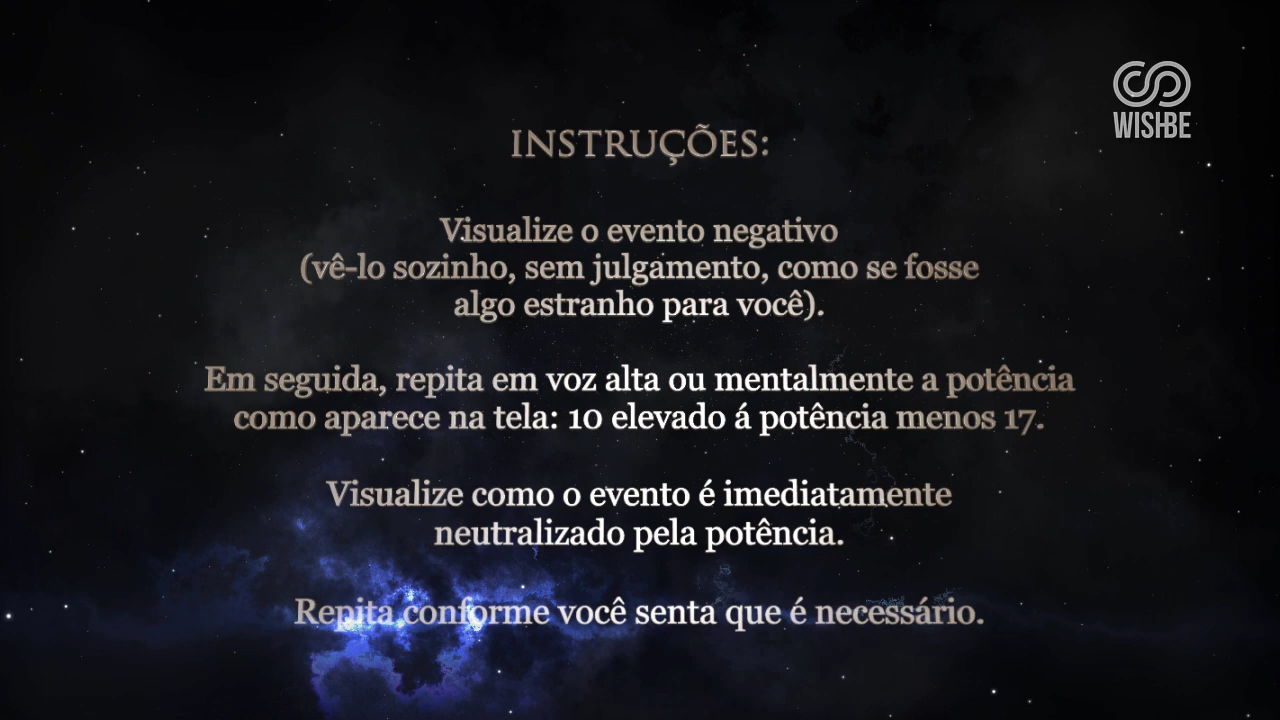 WISHBE
INSTRUÇÕES:
Visualize o evento negativo
(vê-lo sozinho, sem julgamento, como se fosse
algo estranho para você).
Em seguida, repita em voz alta ou mentalmente a potência
como aparece na tela: 10 elevado á potência menos 17.
Visualize como o evento é imediatamente
neutralizado pela potência.
Repita conforme você senta que é necessário.